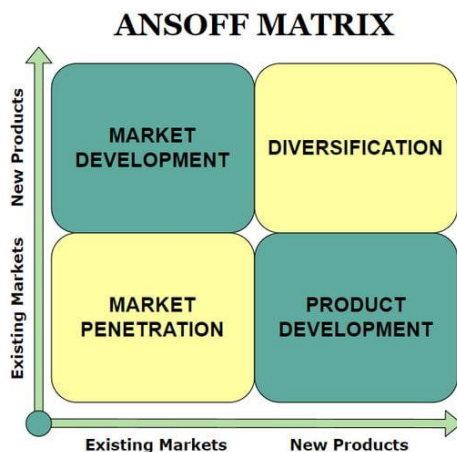 ANSOFF MATRIX
New Products
Existing Markets
MARKET
DEVELOPMENT
DIVERSIFICATION
MARKET
PENETRATION
PRODUCT
DEVELOPMENT
Existing Markets
New Products